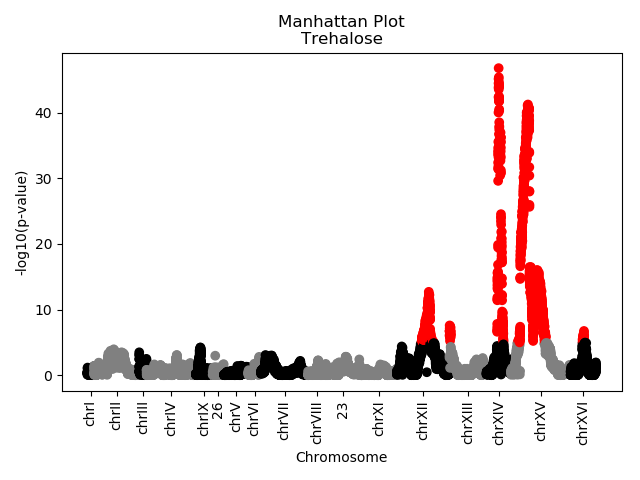 Manhattan Plot
Trehalose
-log10(p-value)
40
30
20
10
0
chrI
chrII
chrIII
chrIV
chrIX
26
chrV
chrVI
chrVII
chrVIII
23
chrXI
chrXII
chrXIII
chrXIV
chrXV
chrXVI
Chromosome